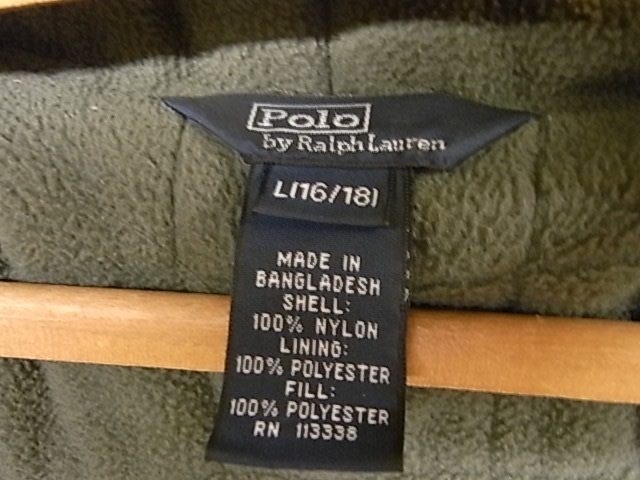 Polo
by Ralph Lauren
L(16/18)
MADE IN
BANGLADESH
SHELL:
100% NYLON
LINING:
100% POLYESTER
FILL:
100% POLYESTER
RN 113338